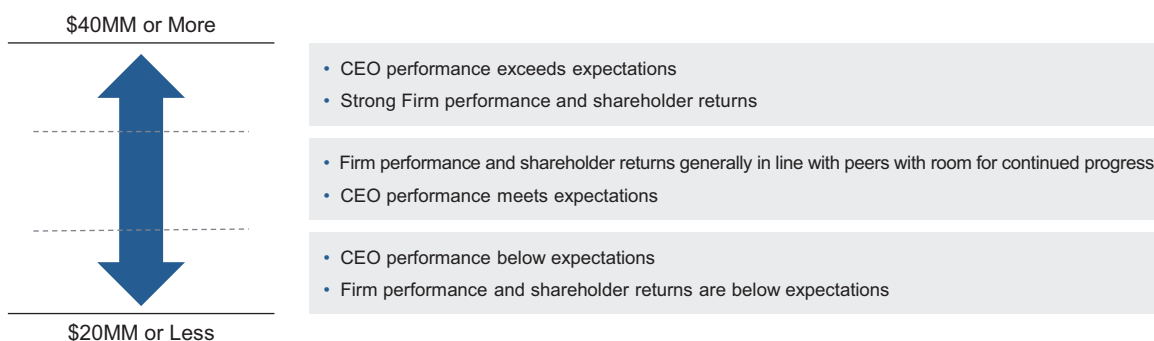 $40MM or More
• CEO performance exceeds expectations
• Strong Firm performance and shareholder returns
• Firm performance and shareholder returns generally in line with peers with room for continued progress
• CEO performance meets expectations
• CEO performance below expectations
• Firm performance and shareholder returns are below expectations
$20MM or Less